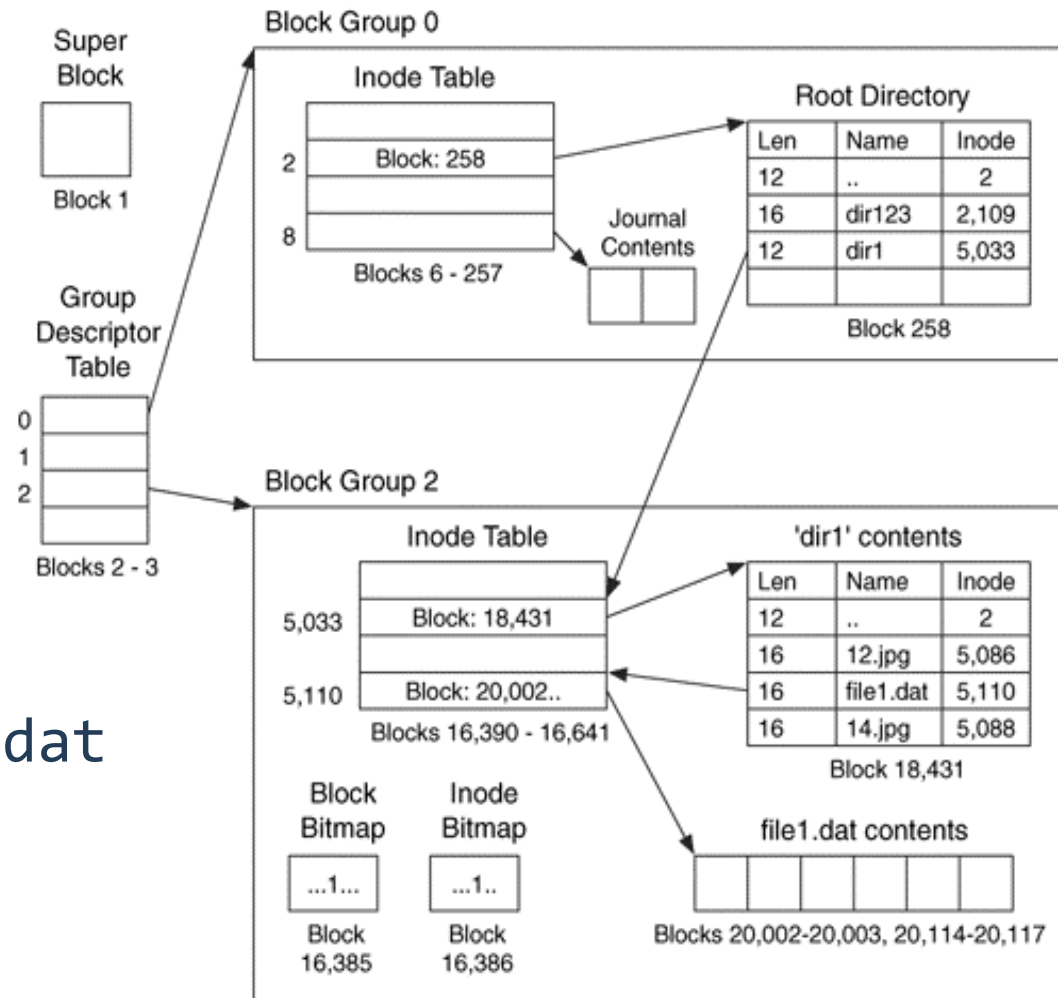 Super
Block
Block 1
Group
Descriptor
Table
0
1
2
Blocks 2 - 3
Block Group 0
Inode Table
2
Block: 258
8
Blocks 6 - 257
Journal
Contents
Root Directory
Len Name Inode
12 .. 2
16 dir123 2,109
12 dir1 5,033
Block 258
Block Group 2
Inode Table
5,033
Block: 18,431
5,110
Block: 20,002..
Blocks 16,390 - 16,641
'dir1' contents
Len Name Inode
12 .. 2
16 12.jpg 5,086
16 file1.dat 5,110
16 14.jpg 5,088
Block 18,431
dat
Block
Bitmap
...1...
Block
16,385
Inode
Bitmap
...1..
Block
16,386
file1.dat contents
Blocks 20,002-20,003, 20,114-20,117